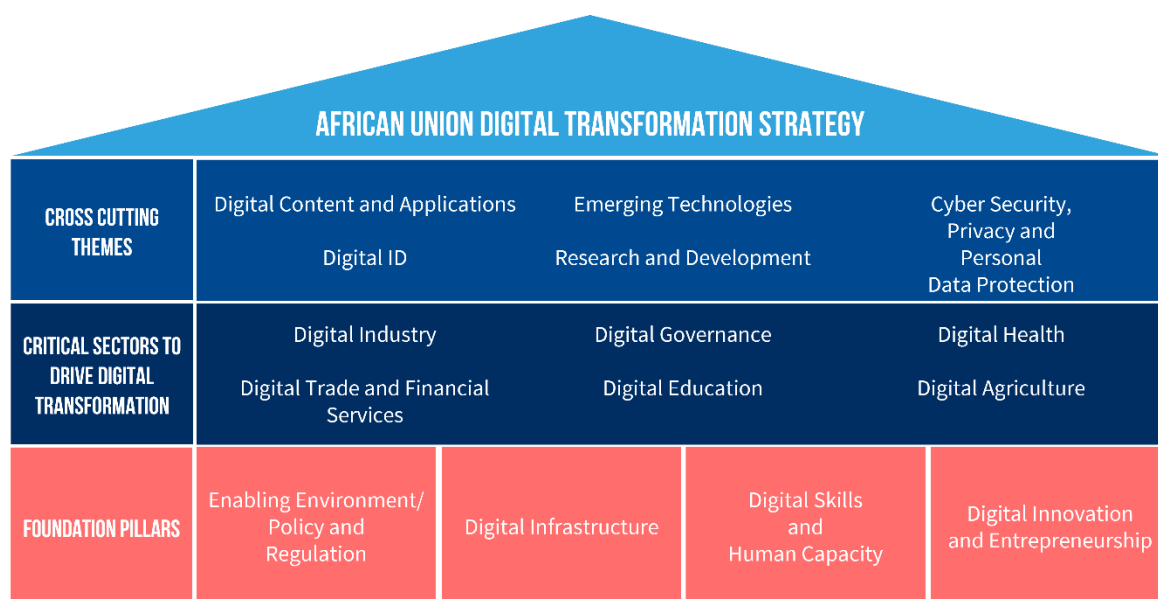 AFRICAN UNION DIGITAL TRANSFORMATION STRATEGY
CROSS CUTTING
THEMES
Digital Content and Applications
Digital ID
Emerging Technologies
Research and Development
Cyber Security,
Privacy and
Personal
Data Protection
CRITICAL SECTORS TO
DRIVE DIGITAL
TRANSFORMATION
Digital Industry
Digital Trade and Financial
Services
Digital Governance
Digital Education
Digital Health
Digital Agriculture
FOUNDATION PILLARS
Enabling Environment/
Policy and
Regulation
Digital Infrastructure
Digital Skills
and
Human Capacity
Digital Innovation
and Entrepreneurship